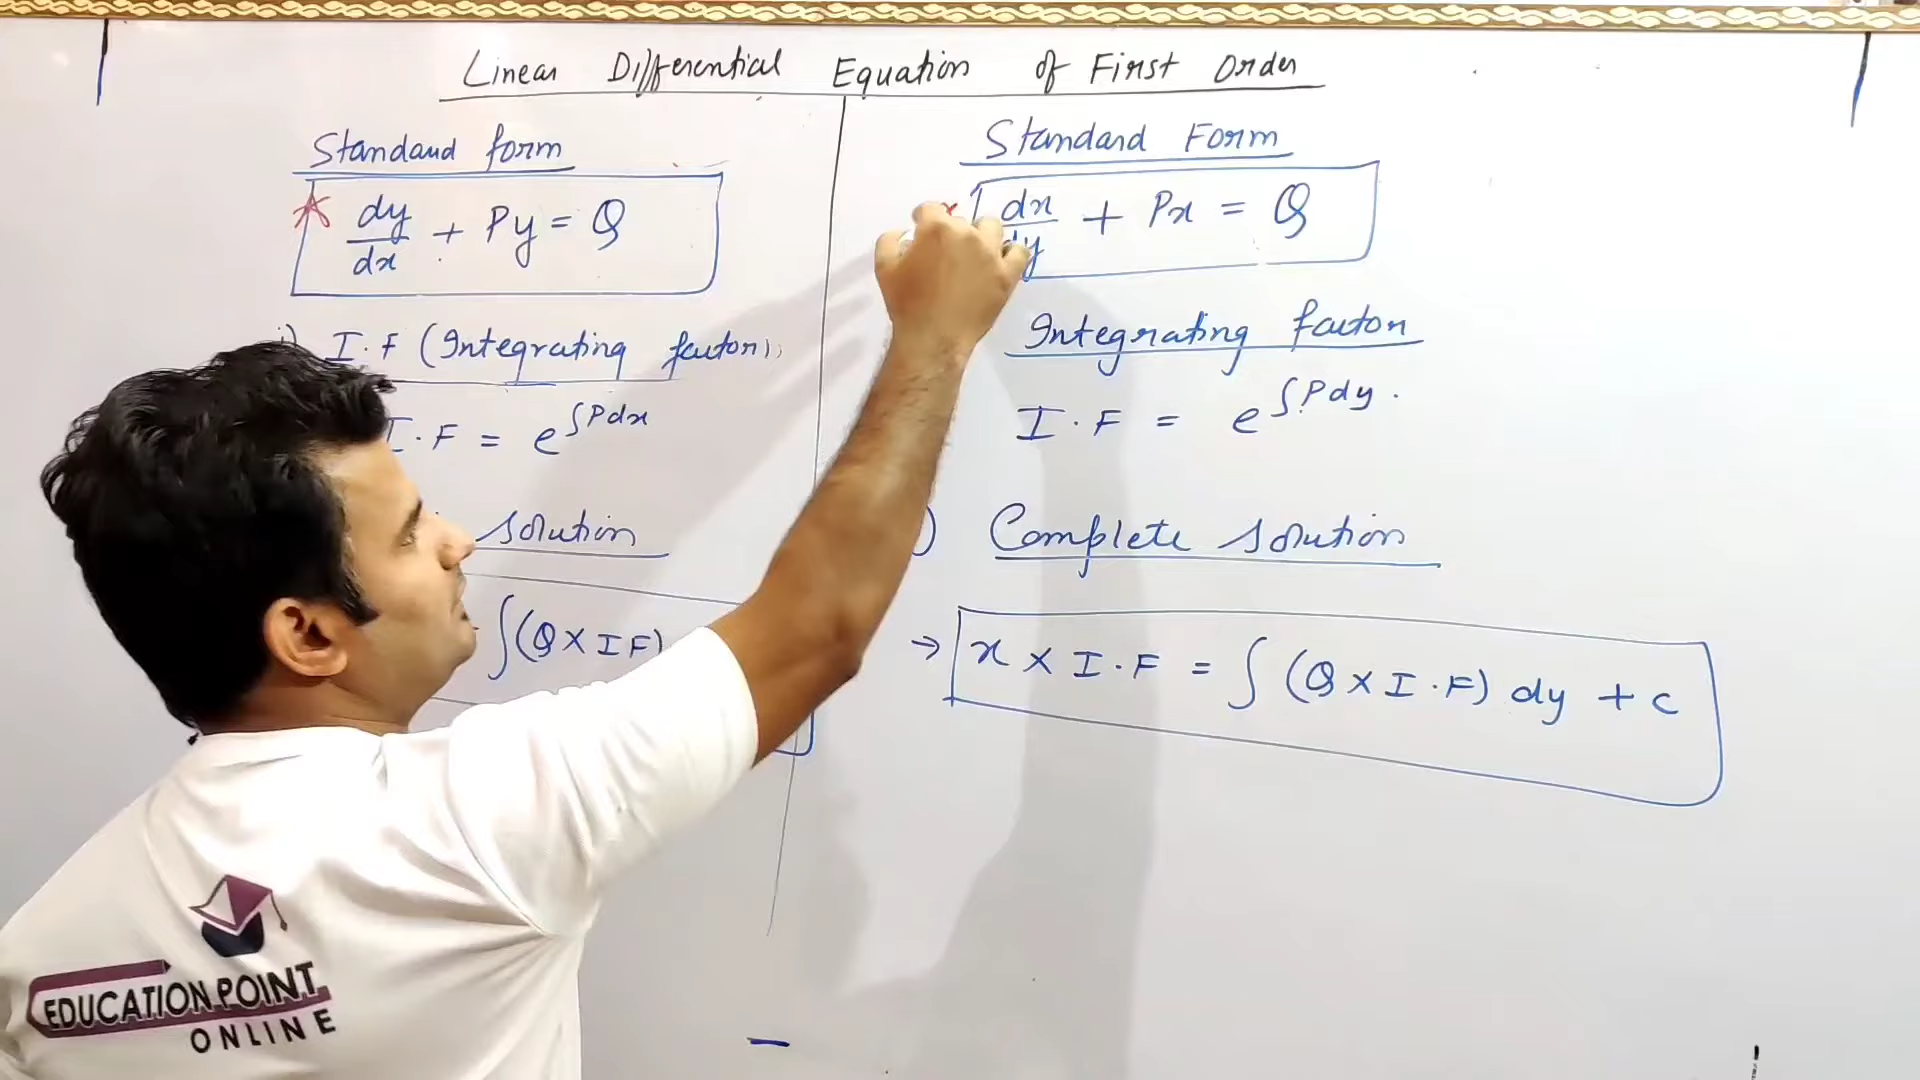 Linear Differential Equation of First Order
Standard form
dy/dx + Py = Q
i) I.F (Integrating factor)
I.F = e^∫Pdx
solution
∫(Q × IF)
Standard Form
dx/dy + Px = Q
Integrating factor
I.F = e^∫Pdy.
) Complete solution
→ x × I.F = ∫(Q × I.F) dy + c
EDUCATION POINT
ONLINE